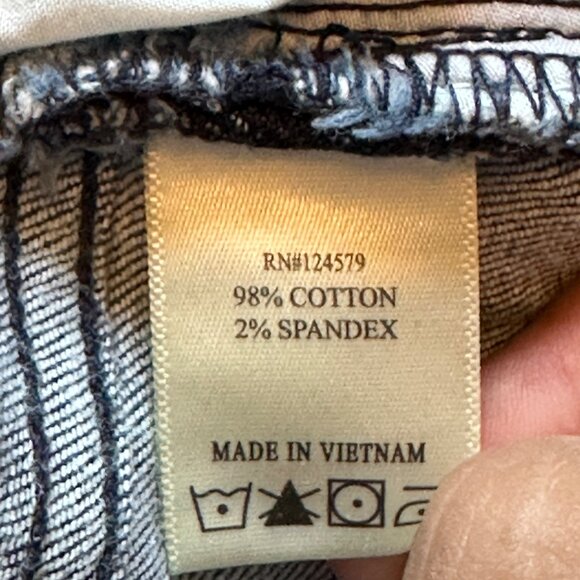 RN#124579
98% COTTON
2% SPANDEX
MADE IN VIETNAM